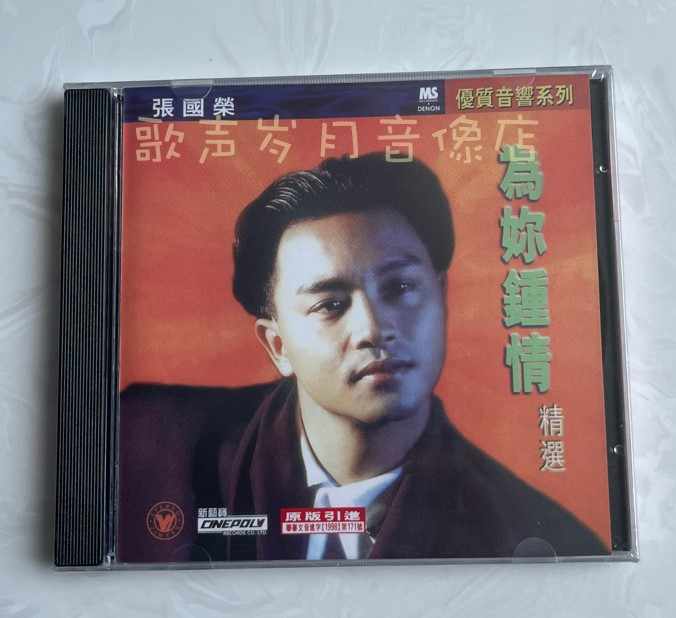 張國榮
MS
DENON
優質音響系列
歌声岁月音像店
為妳鍾情
精選
新藝寶
CINEPOLY
RECORDS CO. LTD.
原版引進